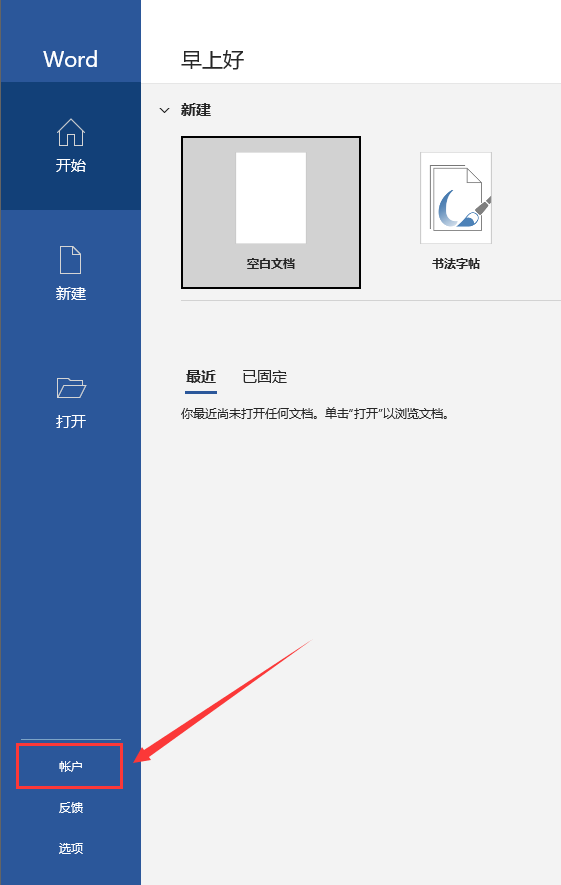 Word
开始
新建
打开
帐户
反馈
选项
早上好
新建
空白文档
书法字帖
最近 已固定
你最近尚未打开任何文档。单击"打开"以浏览文档。